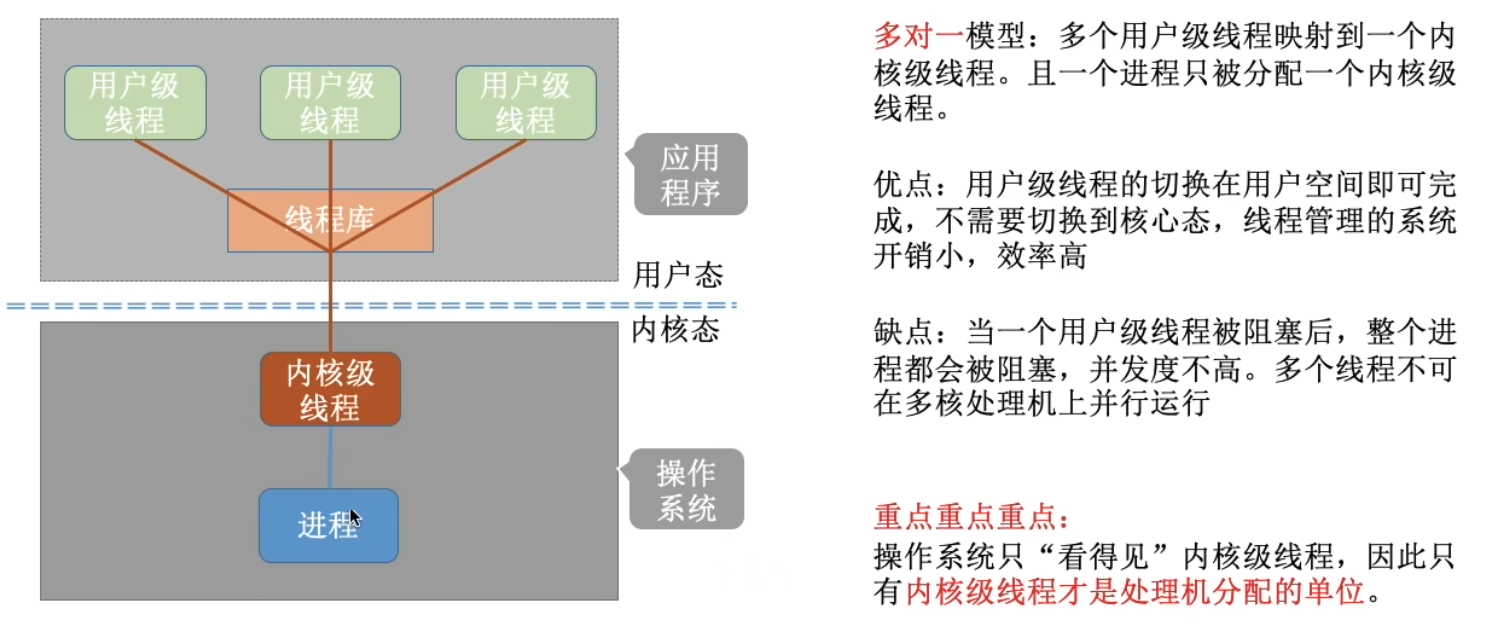 用户级
线程
用户级
线程
用户级
线程
线程库
应用
程序
用户态
内核态
内核级
线程
进程
操作
系统
多对一模型：多个用户级线程映射到一个内
核级线程。且一个进程只被分配一个内核级
线程。
优点：用户级线程的切换在用户空间即可完
成，不需要切换到核心态，线程管理的系统
开销小，效率高
缺点：当一个用户级线程被阻塞后，整个进
程都会被阻塞，并发度不高。多个线程不可
在多核处理机上并行运行
重点重点重点：
操作系统只“看得见”内核级线程，因此只
有内核级线程才是处理机分配的单位。